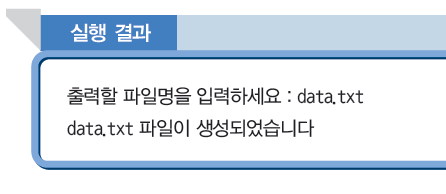 실행 결과
출력할 파일명을 입력하세요 : data.txt
data.txt 파일이 생성되었습니다